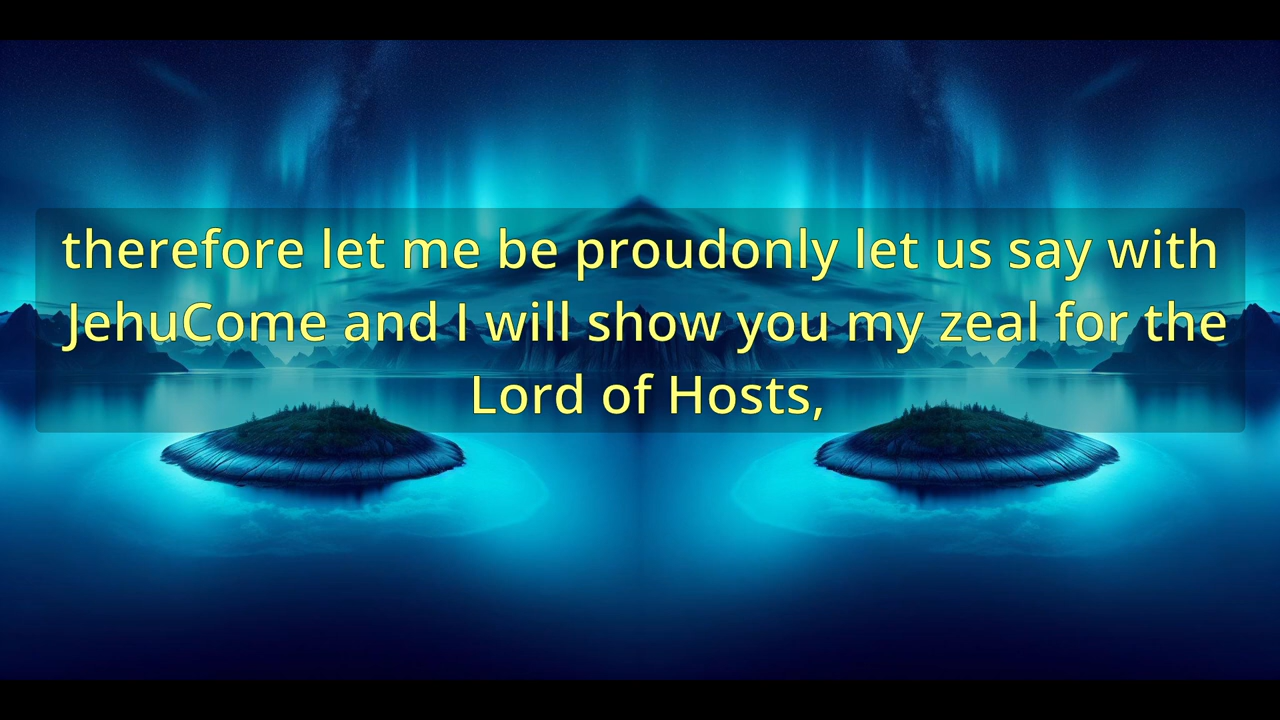 therefore let me be proudonly let us say with
JehuCome and I will show you my zeal for the
Lord of Hosts,